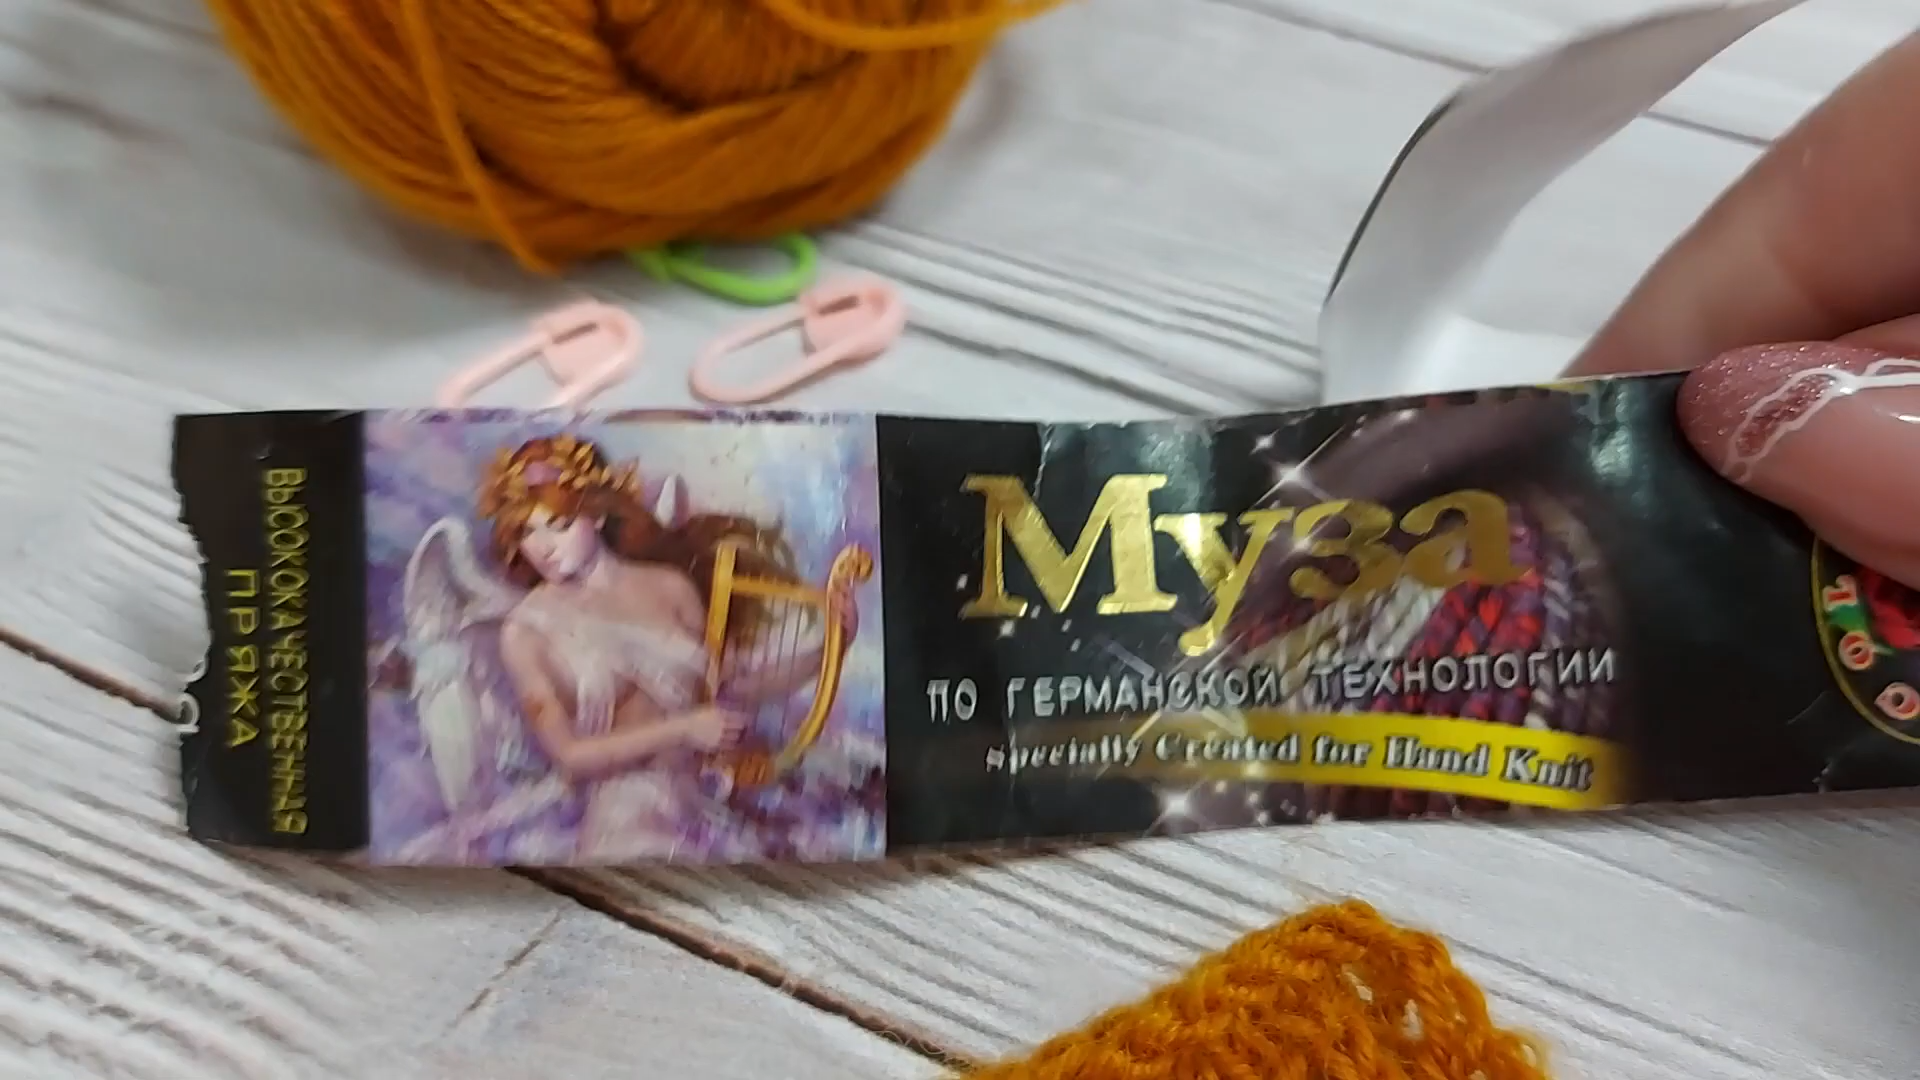 ВЫСОКОКАЧЕСТВЕННАЯ
ПРЯЖА
Муза
ПО ГЕРМАНСКОЙ ТЕХНОЛОГИИ
Specially Created for Hand Knit